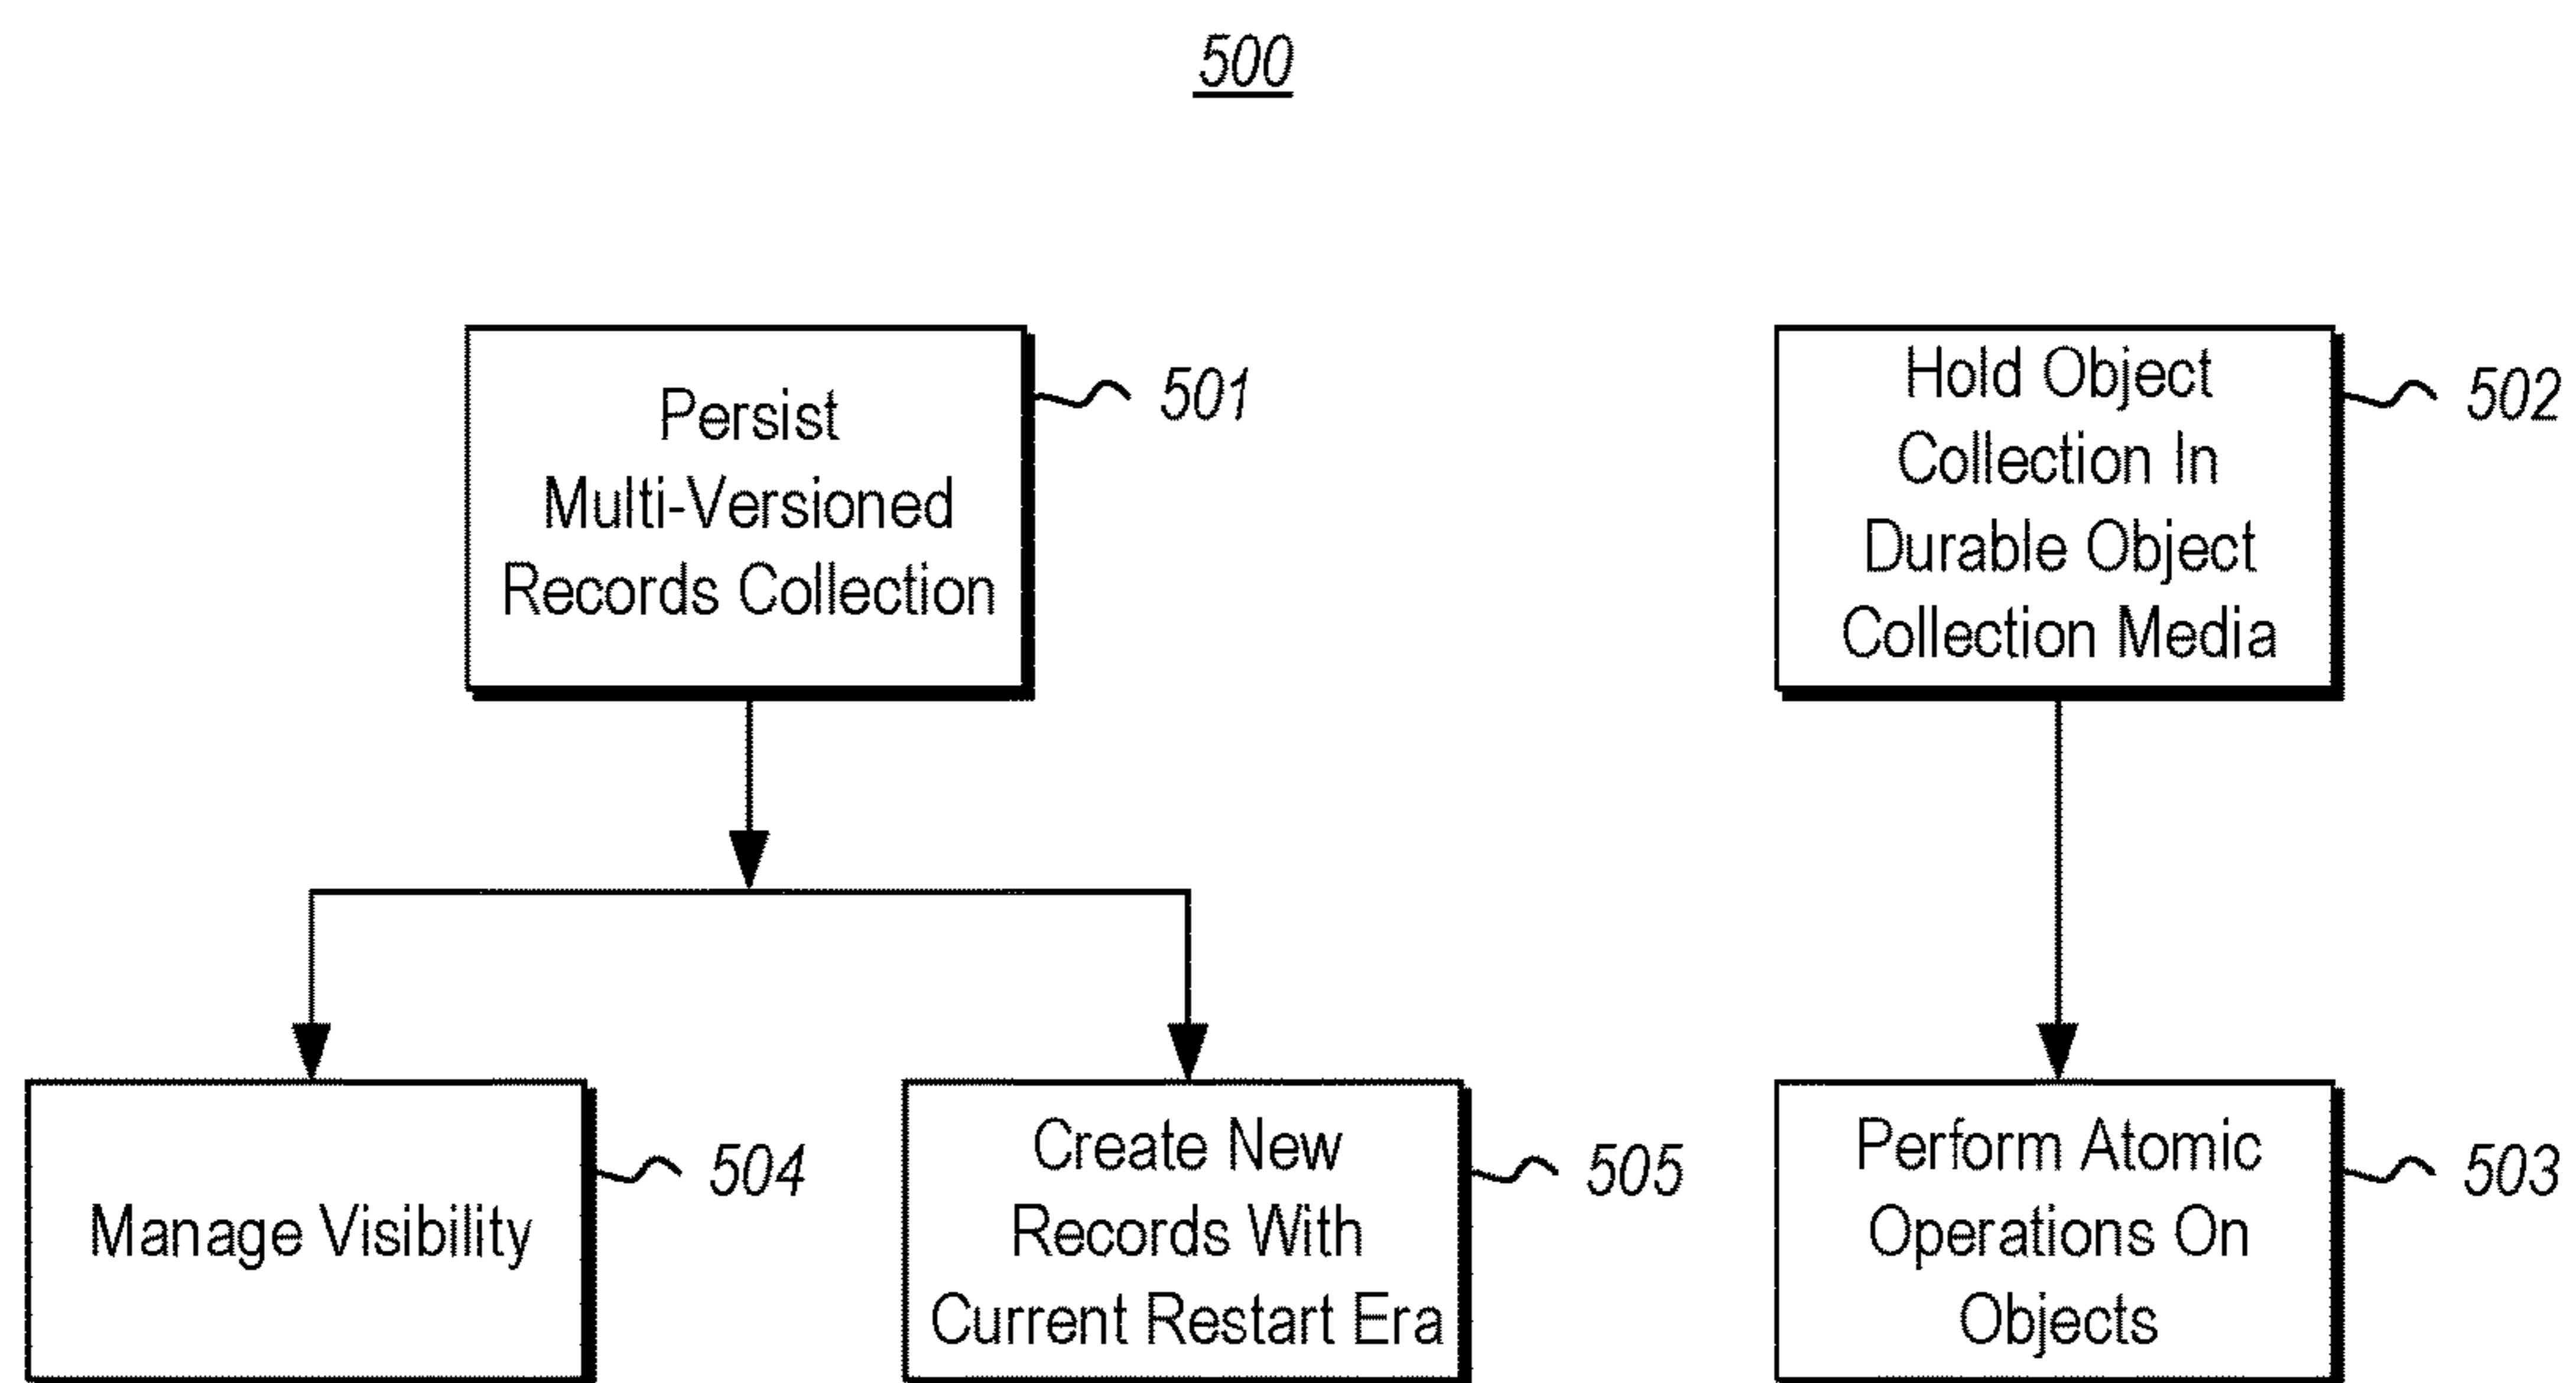 500
Persist
Multi-Versioned
Records Collection
501
Hold Object
Collection In
Durable Object
Collection Media
502
Manage Visibility
504
Create New
Records With
Current Restart Era
505
Perform Atomic
Operations On
Objects
503